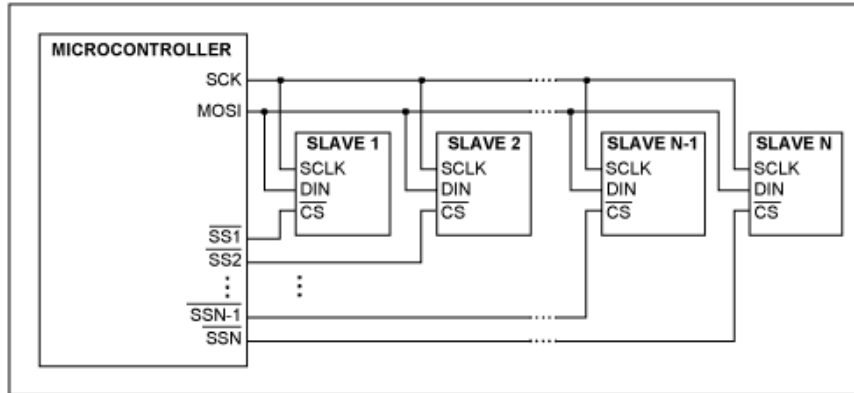 MICROCONTROLLER
SCK
MOSI
SLAVE 1
SCLK
DIN
CS
SLAVE 2
SCLK
DIN
CS
SLAVE N-1
SCLK
DIN
CS
SLAVE N
SCLK
DIN
CS
SS1
SS2
SSN-1
SSN